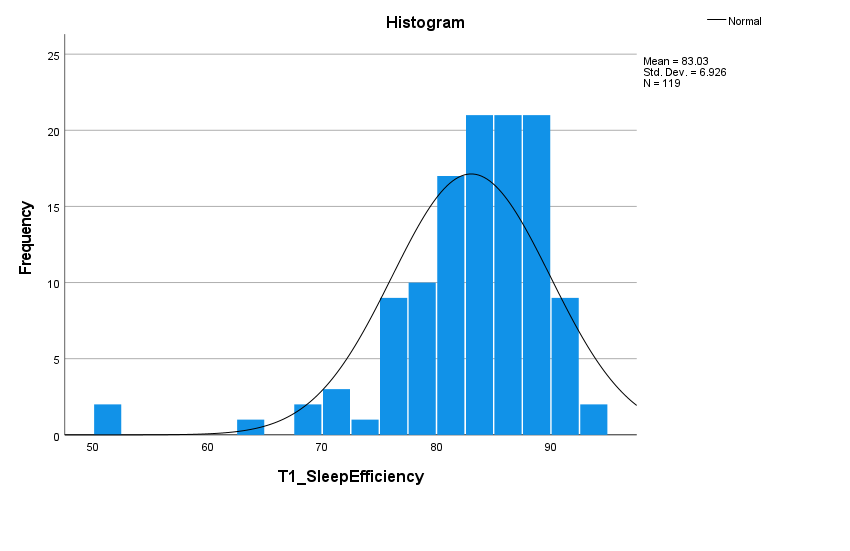 Histogram
Normal
Mean = 83.03
Std. Dev. = 6.926
N = 119
25
20
15
10
5
0
Frequency
50 60 70 80 90
T1_SleepEfficiency